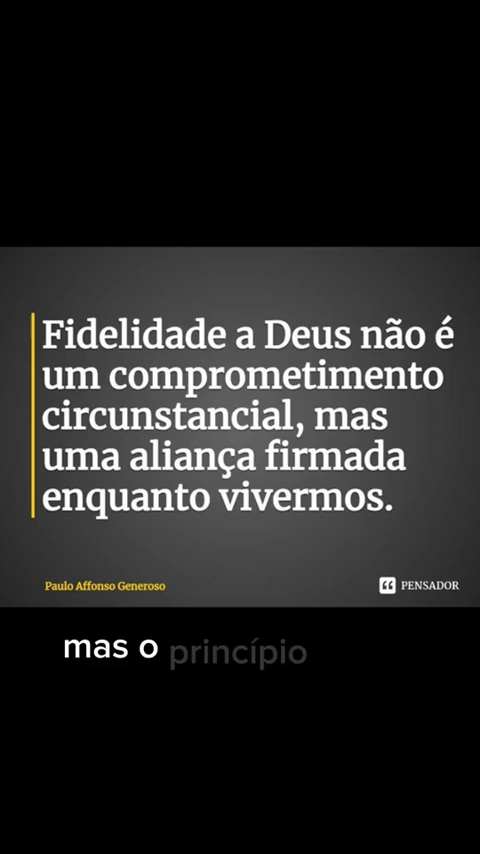 Fidelidade a Deus não é
um comprometimento
circunstancial, mas
uma aliança firmada
enquanto vivermos.
Paulo Affonso Generoso
PENSADOR
mas o princípio